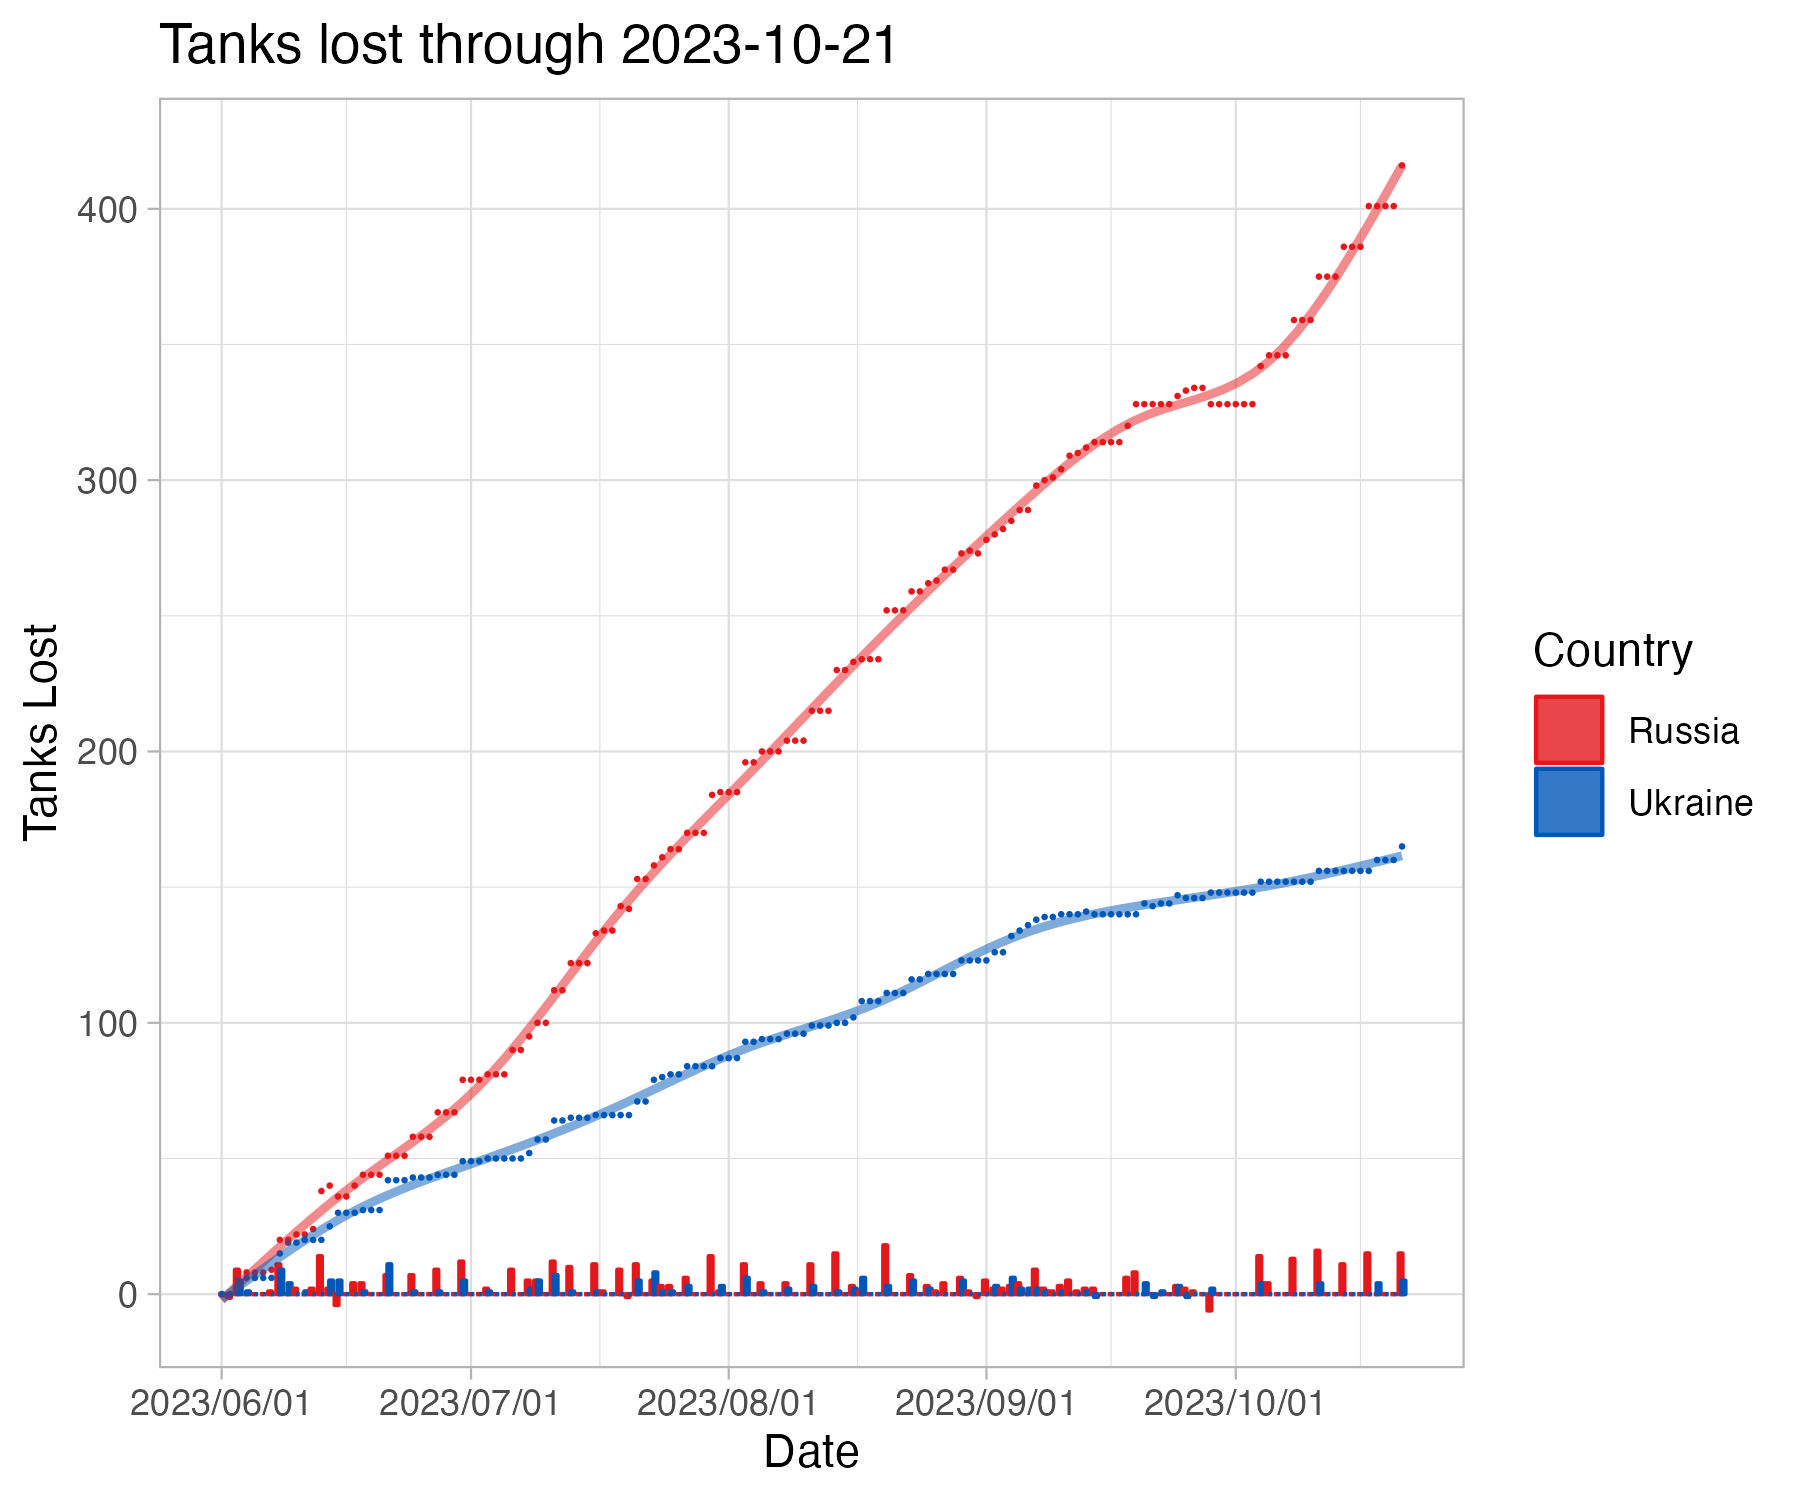 Tanks lost through 2023-10-21
Tanks Lost
400
300
200
100
0
2023/06/01 2023/07/01 2023/08/01 2023/09/01 2023/10/01
Date
Country
Russia
Ukraine